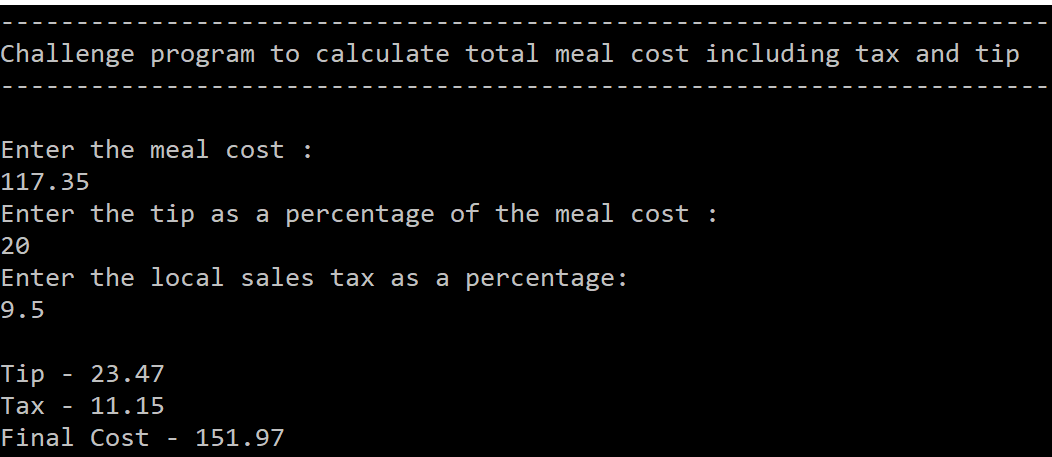 ----------------------------------------------------------------------
Challenge program to calculate total meal cost including tax and tip
----------------------------------------------------------------------
Enter the meal cost :
117.35
Enter the tip as a percentage of the meal cost :
20
Enter the local sales tax as a percentage:
9.5
Tip - 23.47
Tax - 11.15
Final Cost - 151.97